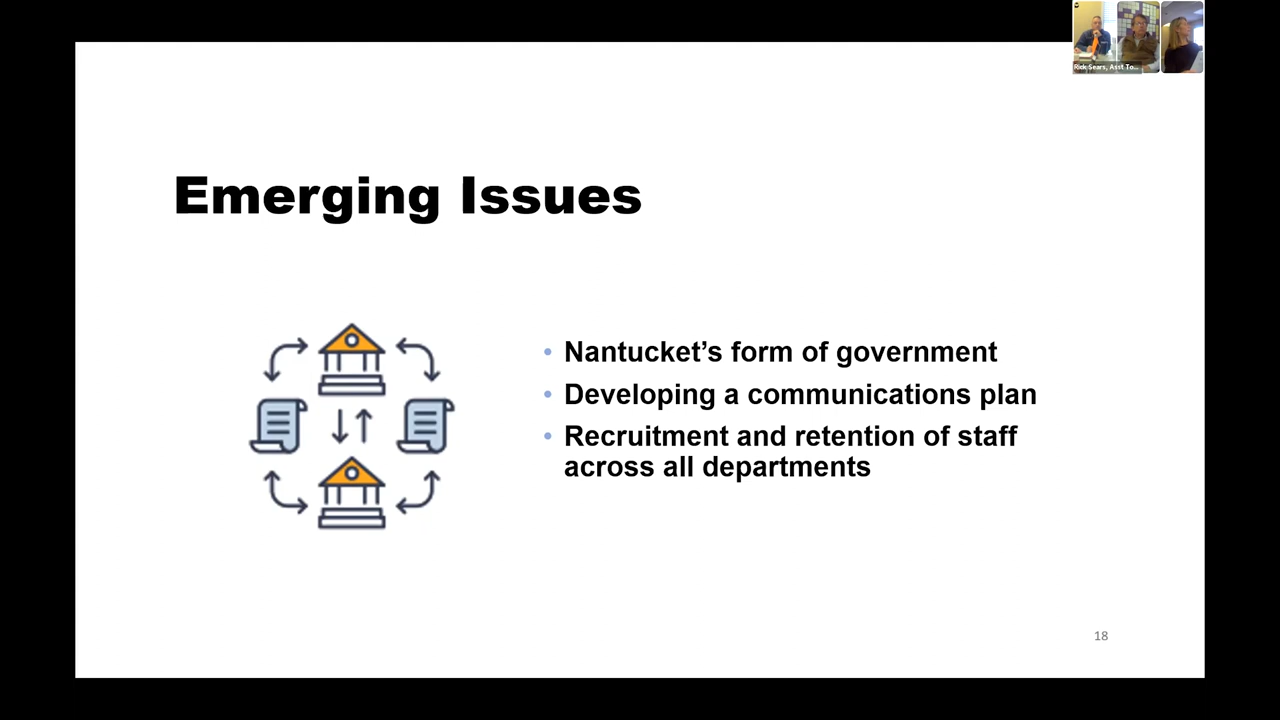 Rick Sears, Asst To...
Emerging Issues
• Nantucket’s form of government
• Developing a communications plan
• Recruitment and retention of staff
across all departments
18